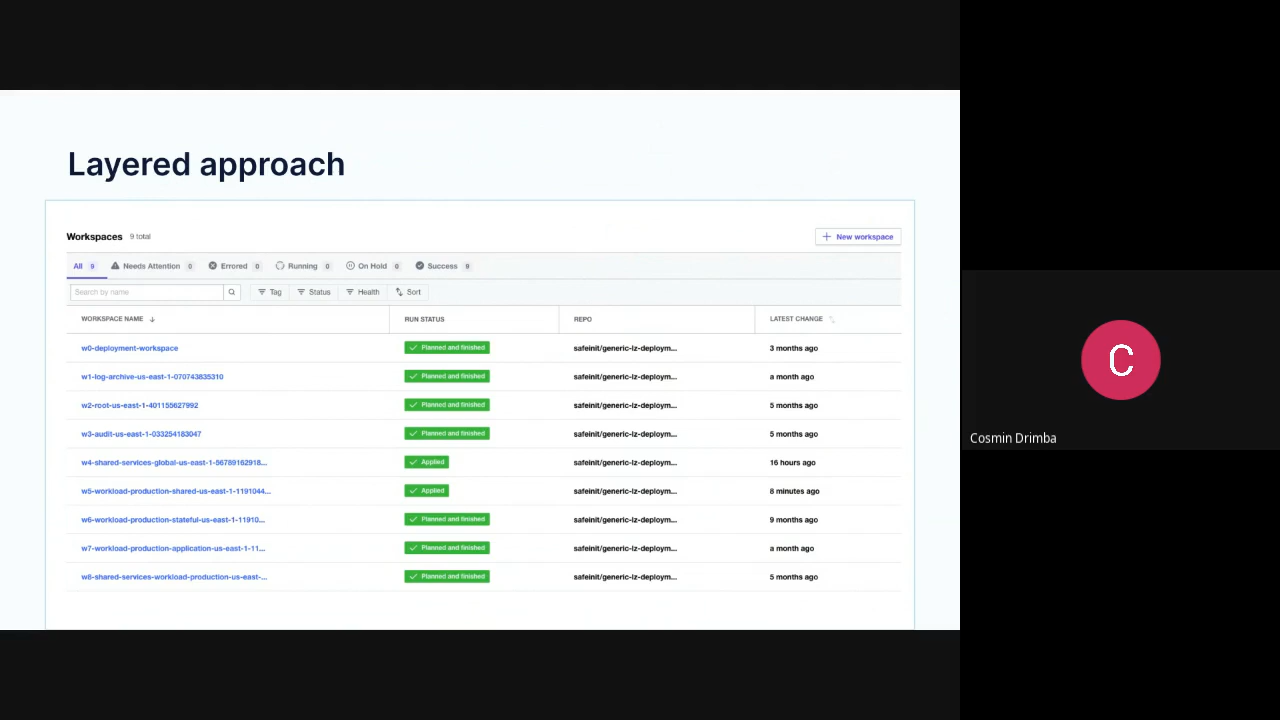 Layered approach
Workspaces 9 total
New workspace
All 9 Needs Attention 0 Errored 0 Running 0 On Hold 0 Success 9
Search by name Tag Status Health Sort
WORKSPACE NAME RUN STATUS REPO LATEST CHANGE
w0-deployment-workspace Planned and finished safeinit/generic-lz-deploym... 3 months ago
w1-log-archive-us-east-1-070743835310 Planned and finished safeinit/generic-lz-deploym... a month ago
w2-root-us-east-1-401155627992 Planned and finished safeinit/generic-lz-deploym... 5 months ago
w3-audit-us-east-1-033254183047 Planned and finished safeinit/generic-lz-deploym... 5 months ago
w4-shared-services-global-us-east-1-56789162918... Applied safeinit/generic-lz-deploym... 16 hours ago
w5-workload-production-shared-us-east-1-1191044... Applied safeinit/generic-lz-deploym... 8 minutes ago
w6-workload-production-stateful-us-east-1-11910... Planned and finished safeinit/generic-lz-deploym... 9 months ago
w7-workload-production-application-us-east-1-11... Planned and finished safeinit/generic-lz-deploym... a month ago
w8-shared-services-workload-production-us-east-... Planned and finished safeinit/generic-lz-deploym... 5 months ago
C
Cosmin Drimba